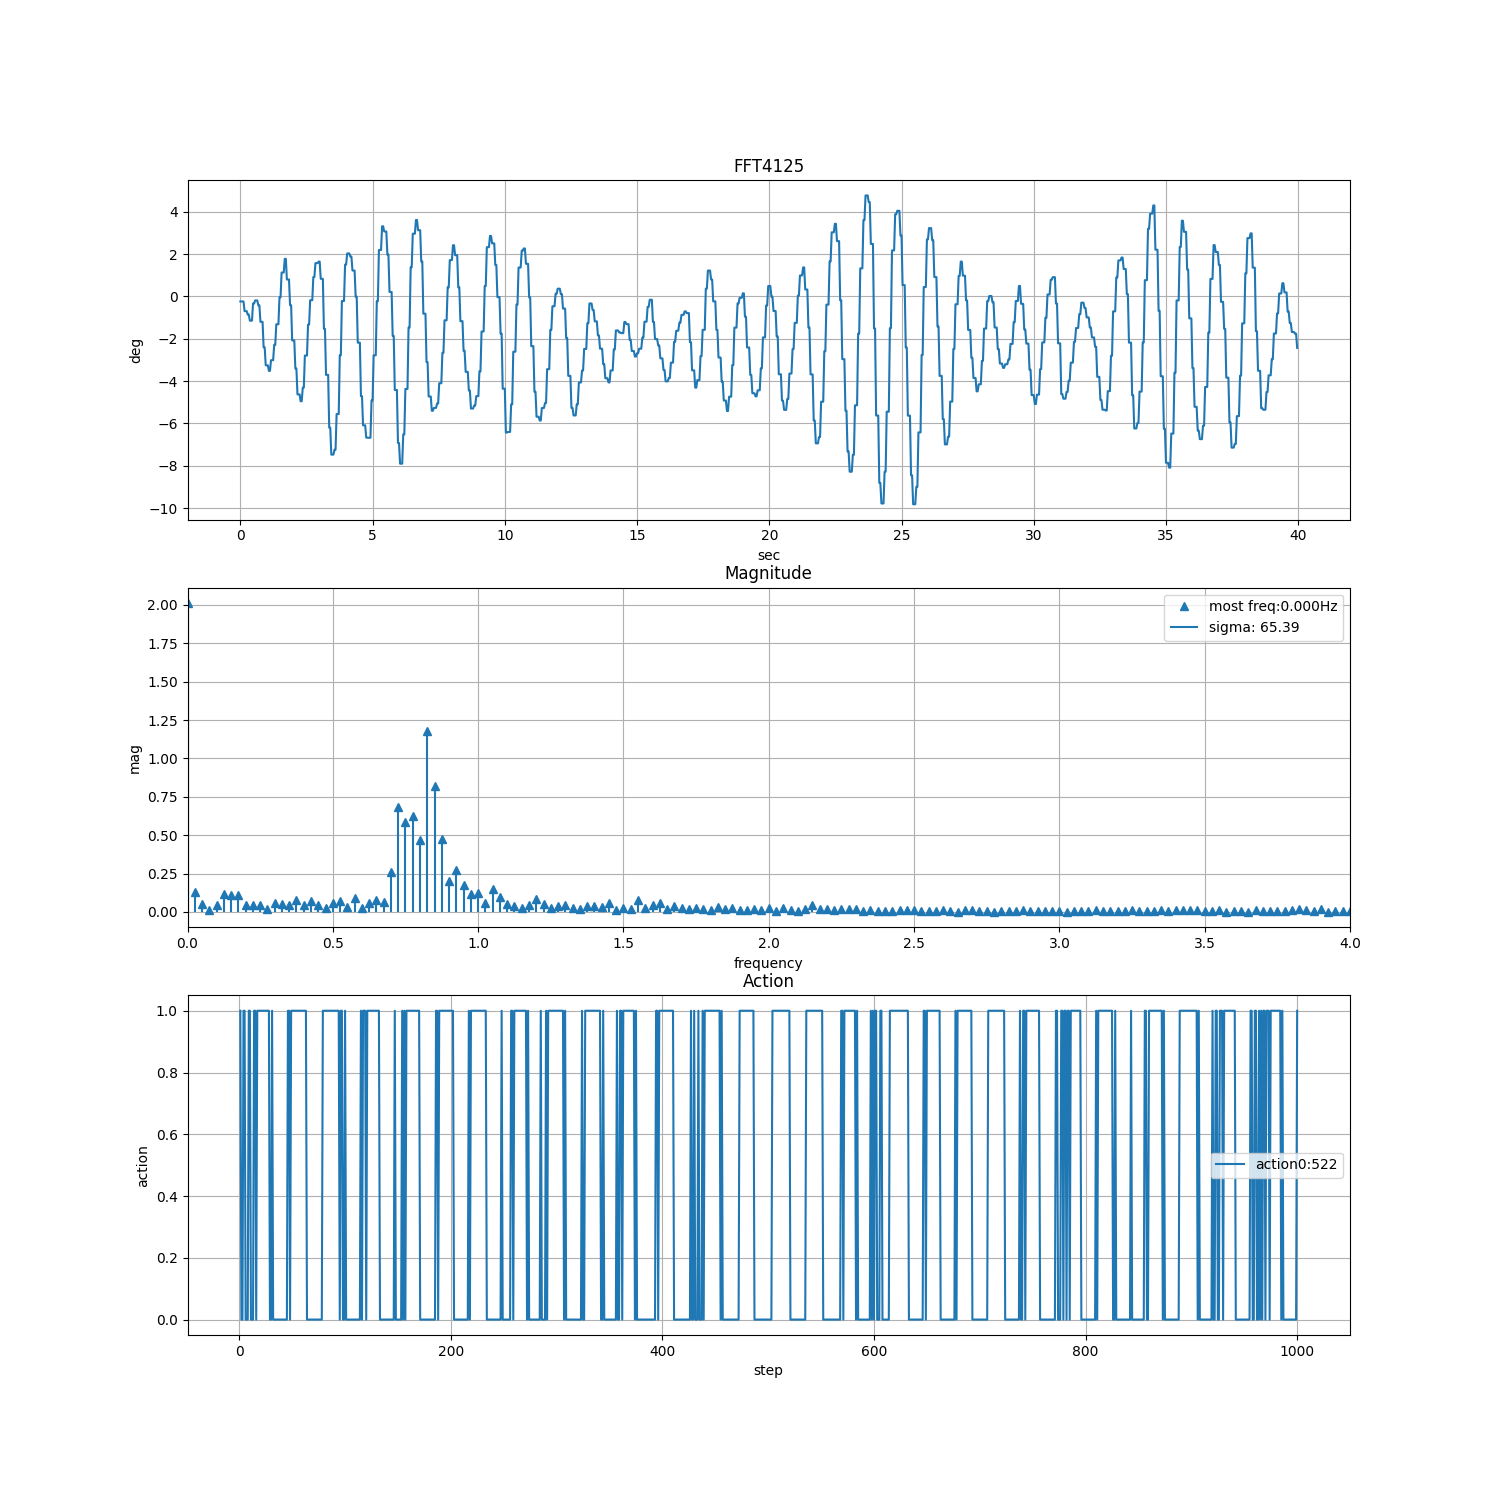 FFT4125
4
2
0
−2
−4
−6
−8
−10
deg
0 5 10 15 20 25 30 35 40
sec
Magnitude
2.00
1.75
1.50
1.25
1.00
0.75
0.50
0.25
0.00
mag
most freq:0.000Hz
sigma: 65.39
0.0 0.5 1.0 1.5 2.0 2.5 3.0 3.5 4.0
frequency
Action
1.0
0.8
0.6
0.4
0.2
0.0
action
action0:522
0 200 400 600 800 1000
step